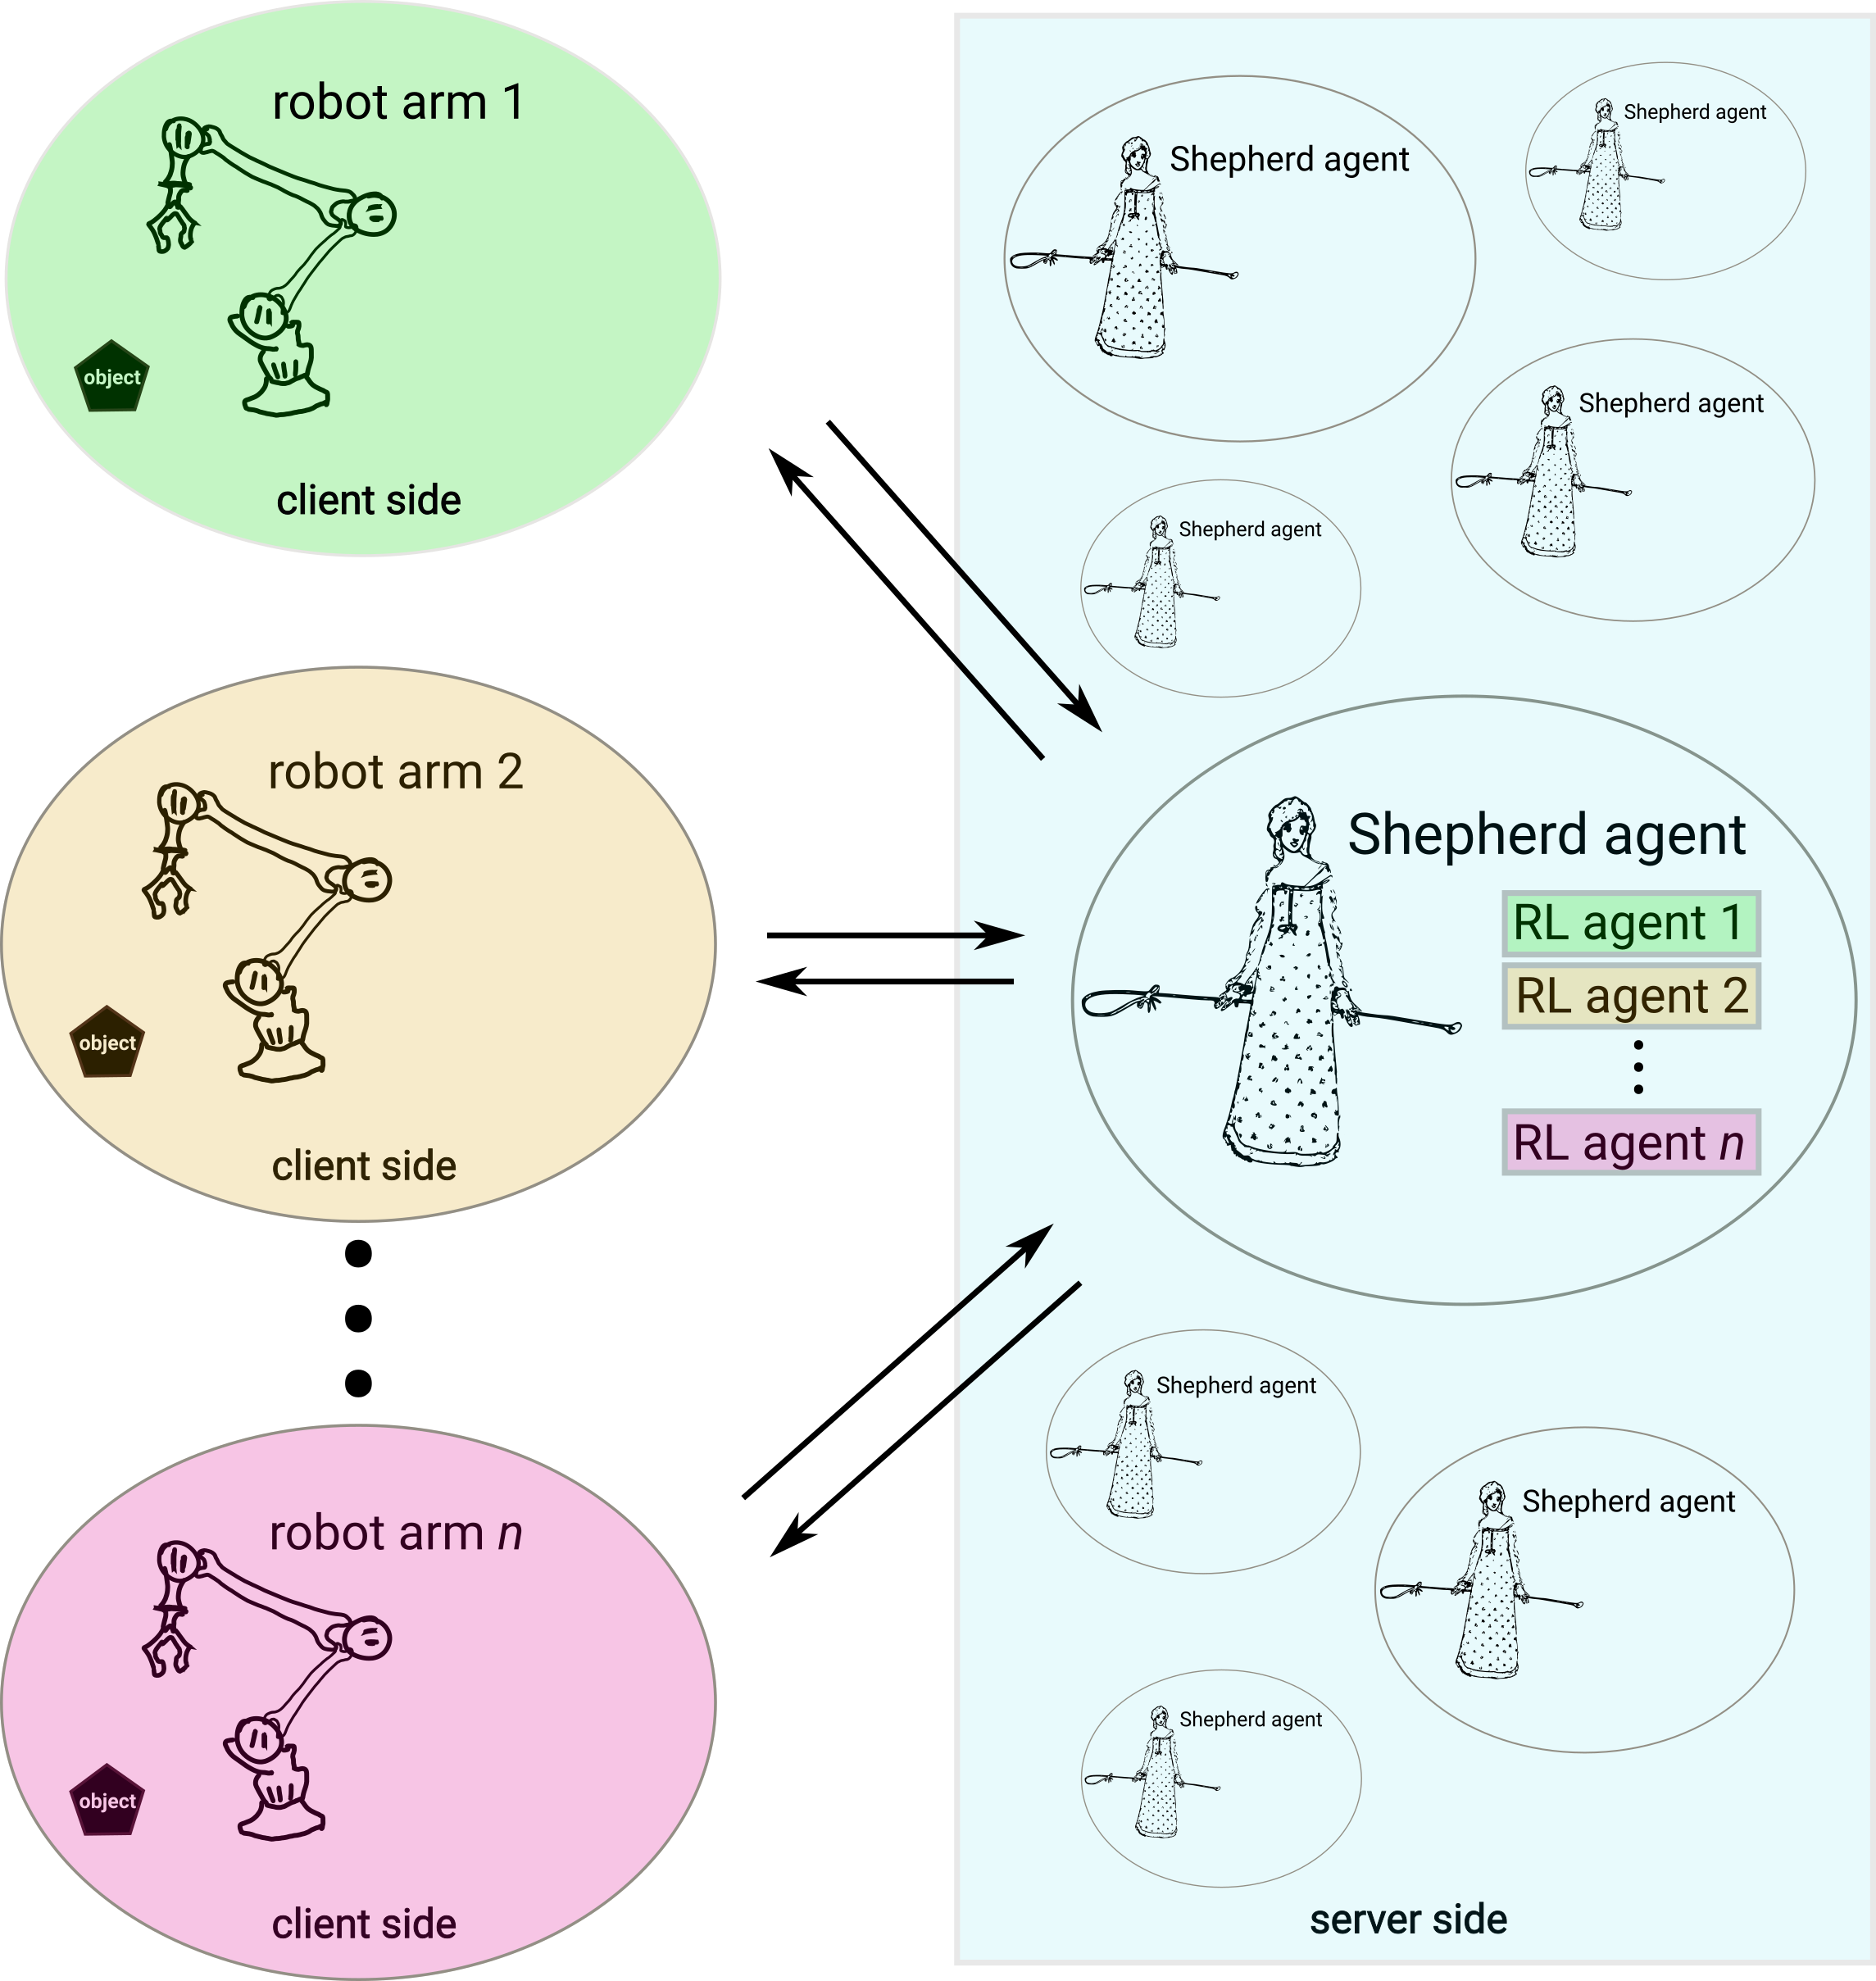 robot arm 1
object
client side
robot arm 2
object
client side
robot arm n
object
client side
Shepherd agent
Shepherd agent
Shepherd agent
Shepherd agent
Shepherd agent
RL agent 1
RL agent 2
RL agent n
Shepherd agent
Shepherd agent
Shepherd agent
server side